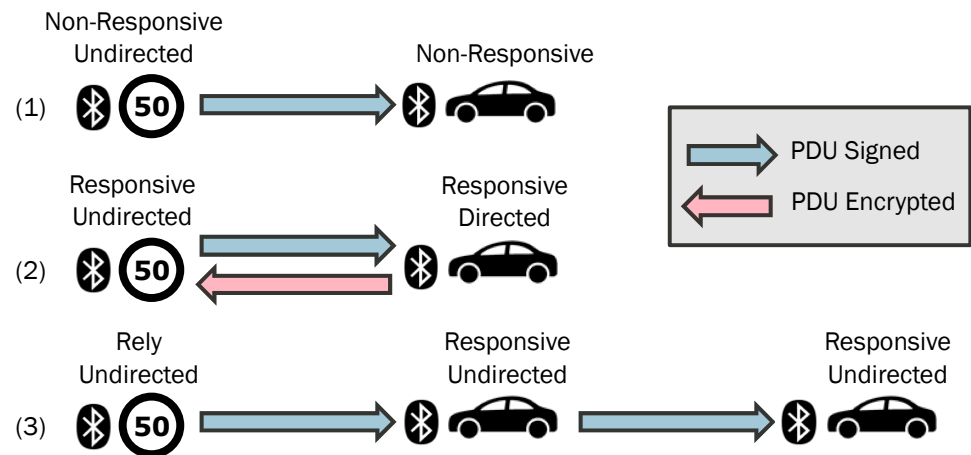 Non-Responsive
Undirected
Non-Responsive
(1)
50
PDU Signed
PDU Encrypted
Responsive
Undirected
Responsive
Directed
(2)
50
Rely
Undirected
Responsive
Undirected
Responsive
Undirected
(3)
50